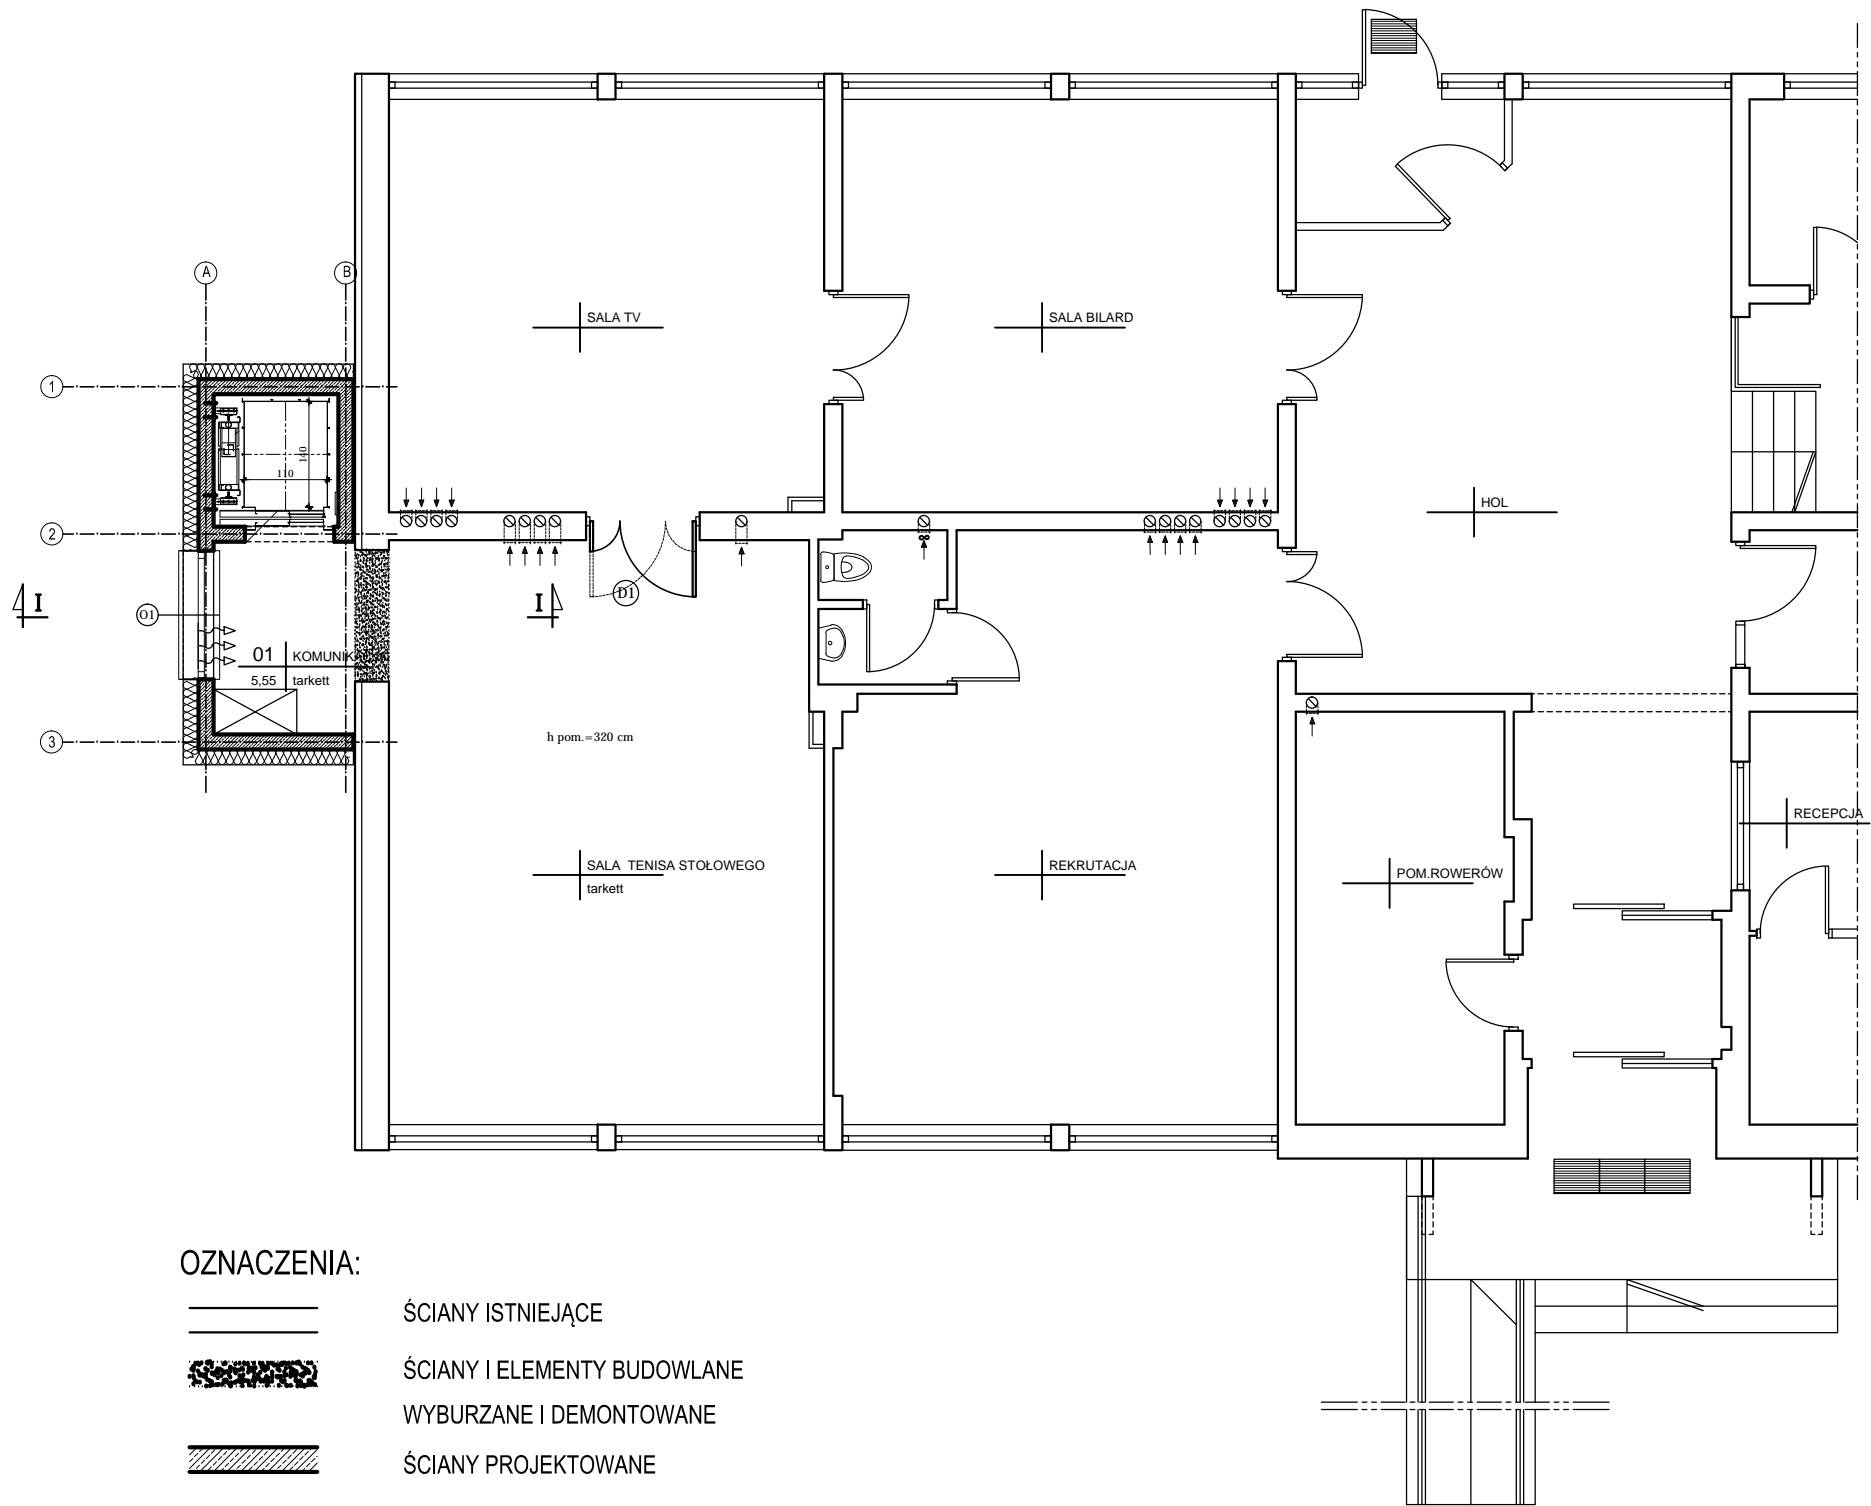 A
B
SALA TV
SALA BILARD
1
140
110
HOL
2
D1
I
I
O1
01
KOMUNIK
5,55
tarkett
3
h pom.=320 cm
RECEPCJA
SALA TENISA STOŁOWEGO
tarkett
REKRUTACJA
POM.ROWERÓW
OZNACZENIA:
ŚCIANY ISTNIEJĄCE
ŚCIANY I ELEMENTY BUDOWLANE
WYBURZANE I DEMONTOWANE
ŚCIANY PROJEKTOWANE